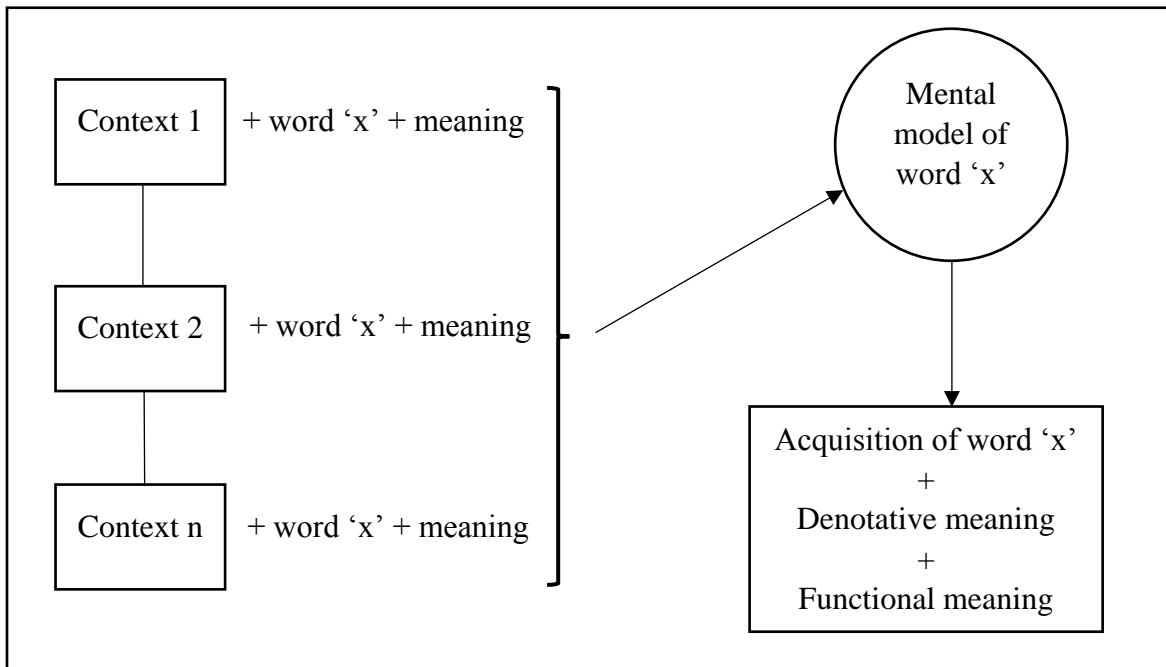 Context 1 + word ‘x’ + meaning
Context 2 + word ‘x’ + meaning
Context n + word ‘x’ + meaning
Mental
model of
word ‘x’
Acquisition of word ‘x’
+
Denotative meaning
+
Functional meaning